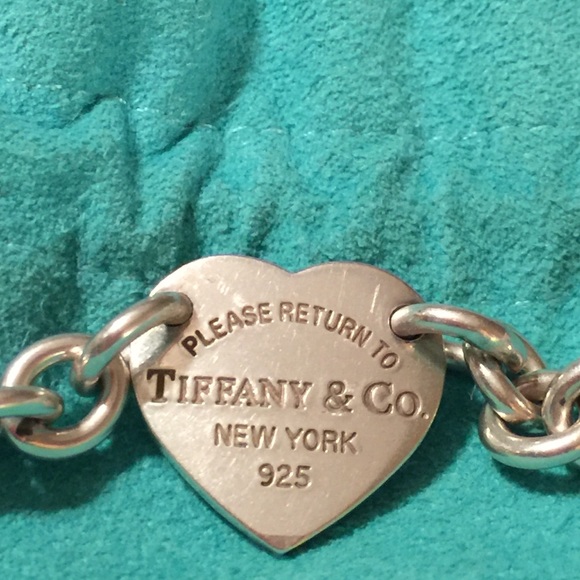 PLEASE RETURN TO
TIFFANY & CO.
NEW YORK
925